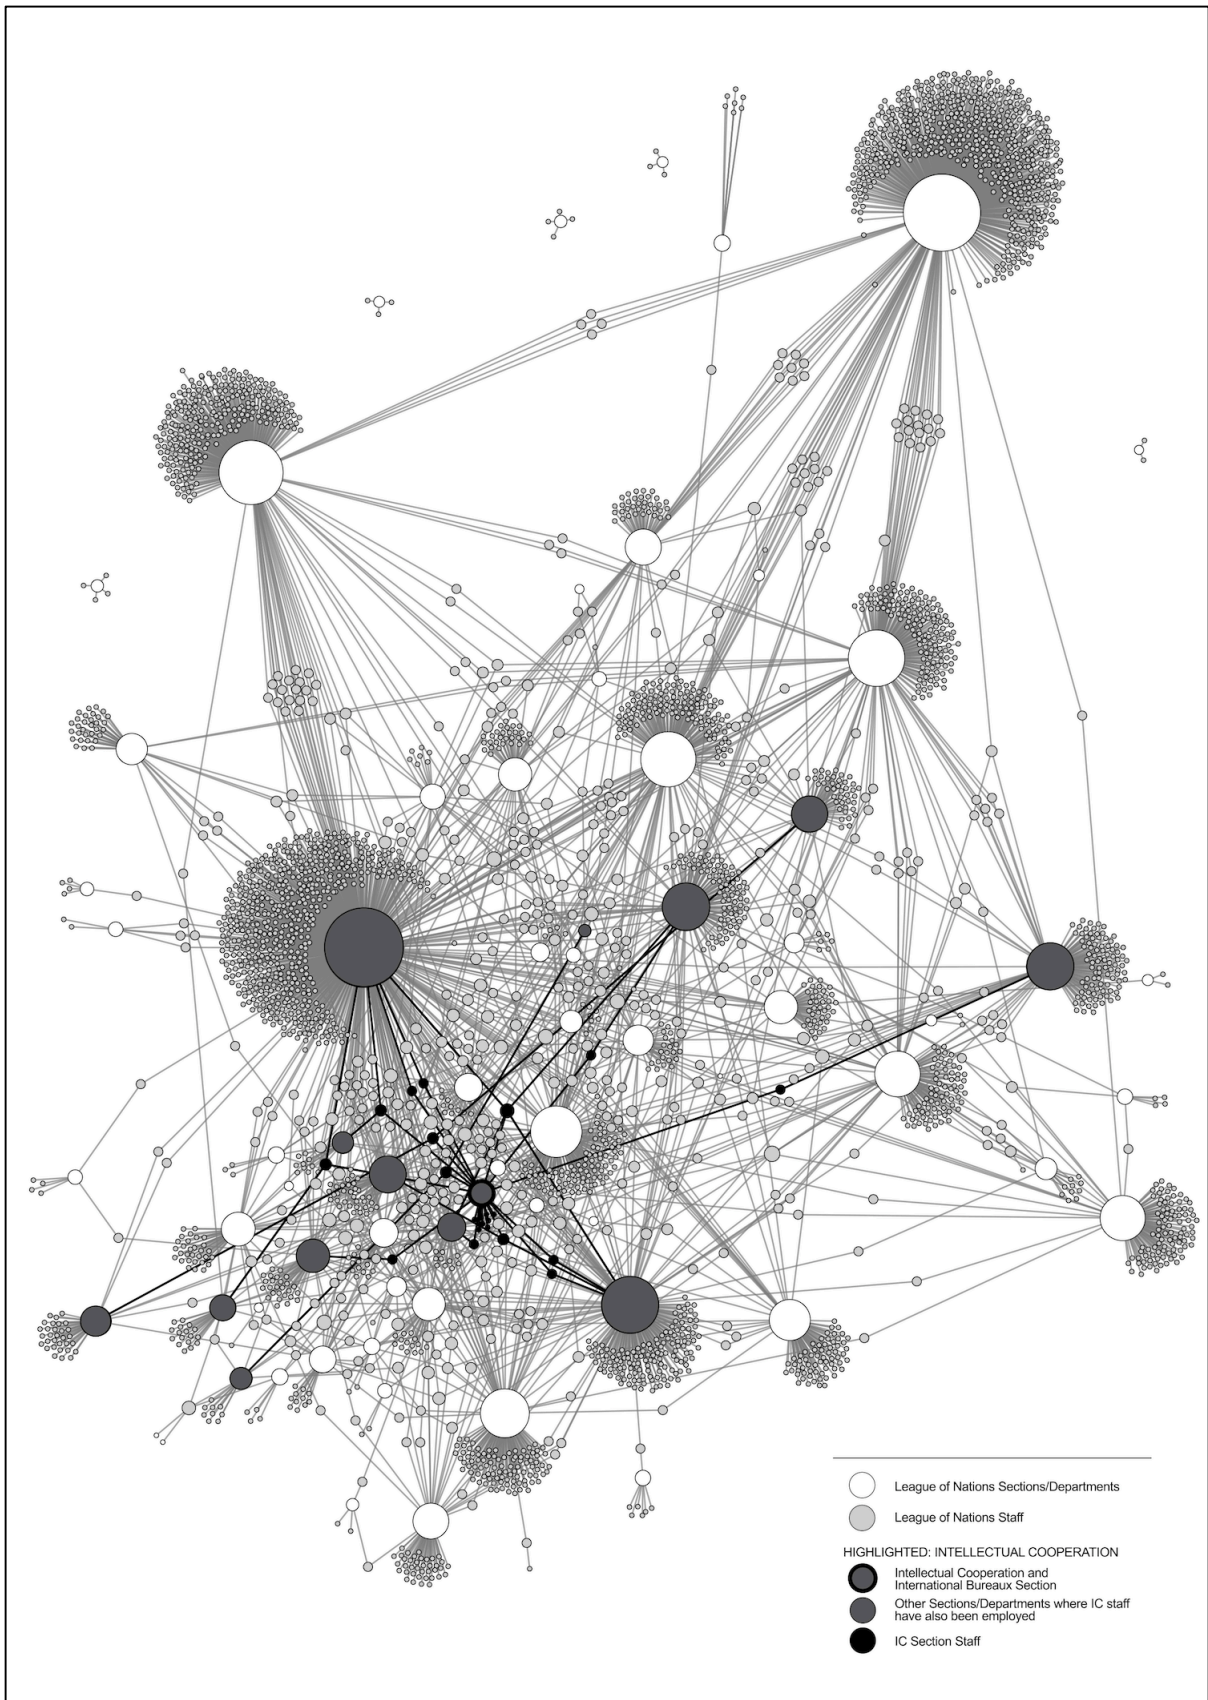 League of Nations Sections/Departments
League of Nations Staff
HIGHLIGHTED: INTELLECTUAL COOPERATION
Intellectual Cooperation and
International Bureaux Section
Other Sections/Departments where IC staff
have also been employed
IC Section Staff